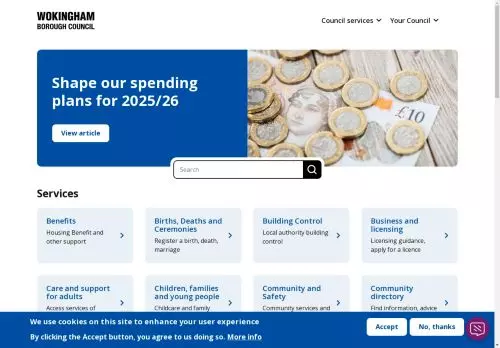 WOKINGHAM
BOROUGH COUNCIL
Council services
Your Council
Shape our spending
plans for 2025/26
View article
£10
Search
Services
Benefits
Housing Benefit and
other support
Births, Deaths and
Ceremonies
Register a birth, death,
marriage
Building Control
Local authority building
control
Business and
licensing
Licensing guidance,
apply for a licence
Care and support
for adults
Access services of
Children, families
and young people
Childcare and family
Community and
Safety
Community services and
Community
directory
Find information, advice
We use cookies on this site to enhance your user experience
By clicking the Accept button, you agree to us doing so. More info
Accept
No, thanks